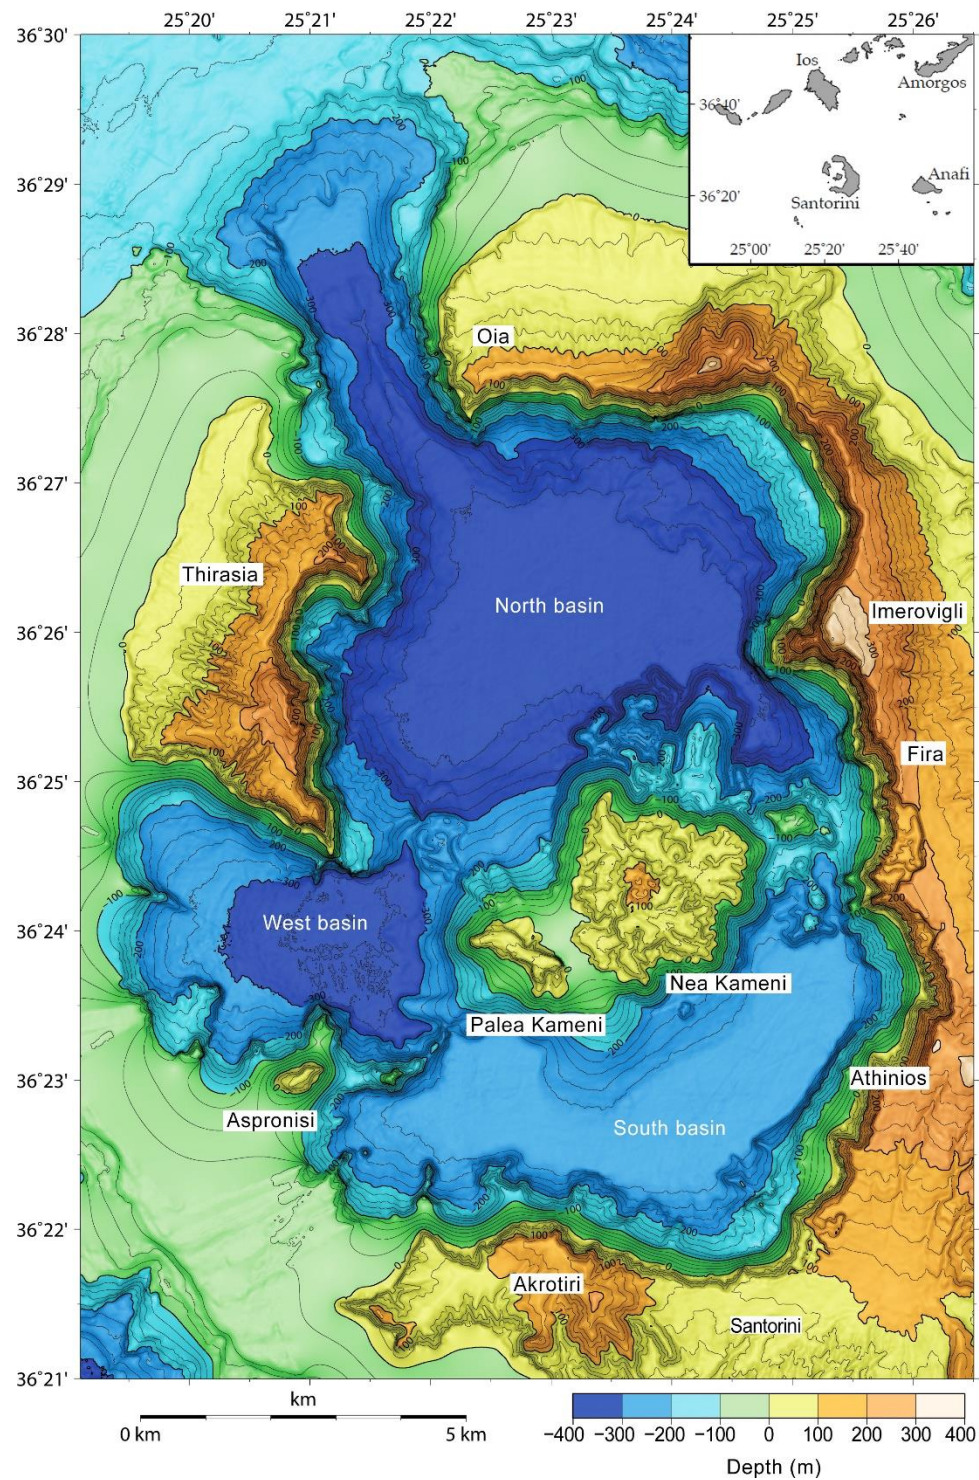 25°20' 25°21' 25°22' 25°23' 25°24' 25°25' 25°26'
36°30'
36°29'
36°28'
36°27'
36°26'
36°25'
36°24'
36°23'
36°22'
36°21'
Ios
Amorgos
36°40'
Anafi
36°20'
Santorini
25°00' 25°20' 25°40'
Oia
Thirasia
North basin
Imerovigli
Fira
West basin
Nea Kameni
Palea Kameni
Athinios
Aspronisi
South basin
Akrotiri
Santorini
km
0 km 5 km
−400 −300 −200 −100 0 100 200 300 400
Depth (m)